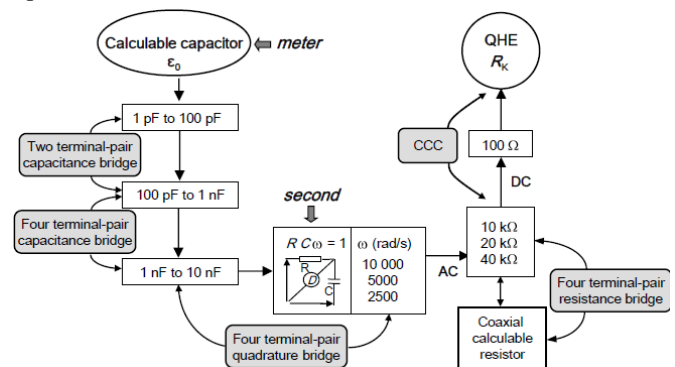 Calculable capacitor
ε0
meter
QHE
RK
1 pF to 100 pF
Two terminal-pair
capacitance bridge
CCC
100 Ω
DC
100 pF to 1 nF
second
Four terminal-pair
capacitance bridge
R C ω = 1
ω (rad/s)
R
D
C
10 000
5000
2500
AC
10 kΩ
20 kΩ
40 kΩ
1 nF to 10 nF
Four terminal-pair
resistance bridge
Four terminal-pair
quadrature bridge
Coaxial
calculable
resistor